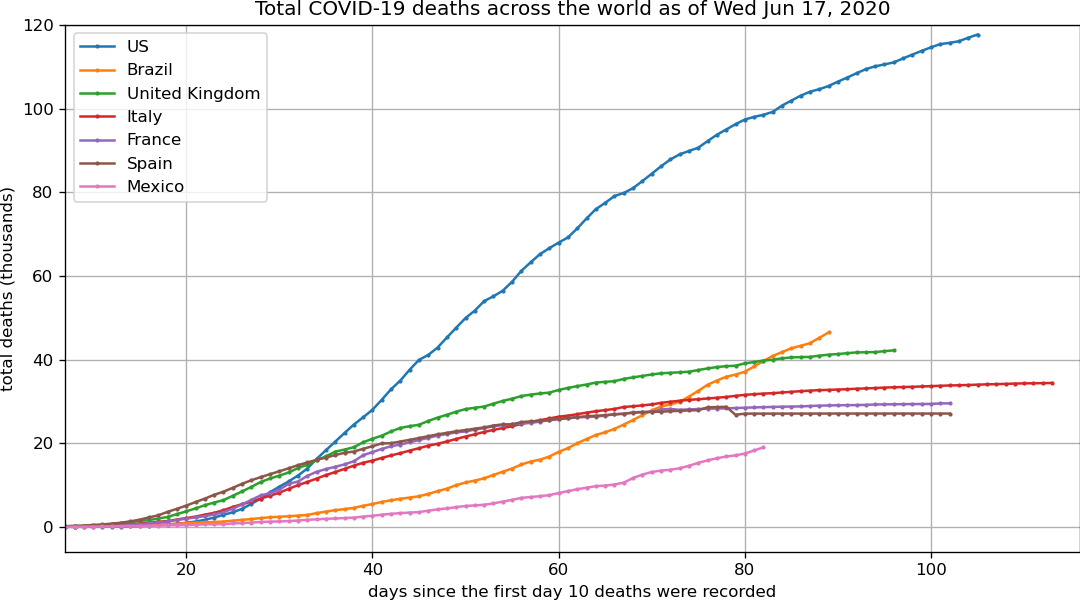 Total COVID-19 deaths across the world as of Wed Jun 17, 2020
120
100
80
60
40
20
0
total deaths (thousands)
US
Brazil
United Kingdom
Italy
France
Spain
Mexico
20 40 60 80 100
days since the first day 10 deaths were recorded